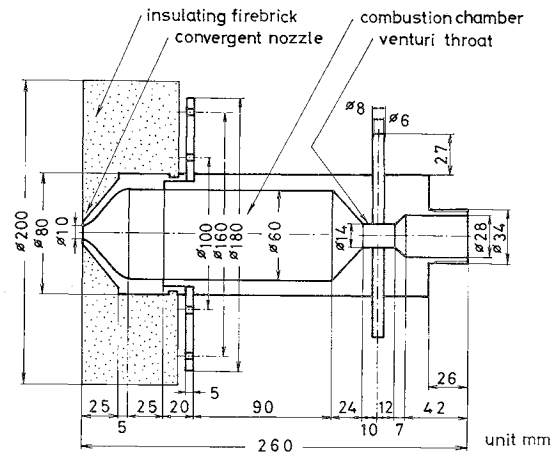 insulating firebrick
convergent nozzle
combustion chamber
venturi throat
ø8
ø6
27
ø200
ø80
ø10
ø100
ø160
ø180
ø60
ø14
ø28
ø34
5
26
25
5
25
20
90
24
10
12
7
42
260
unit mm